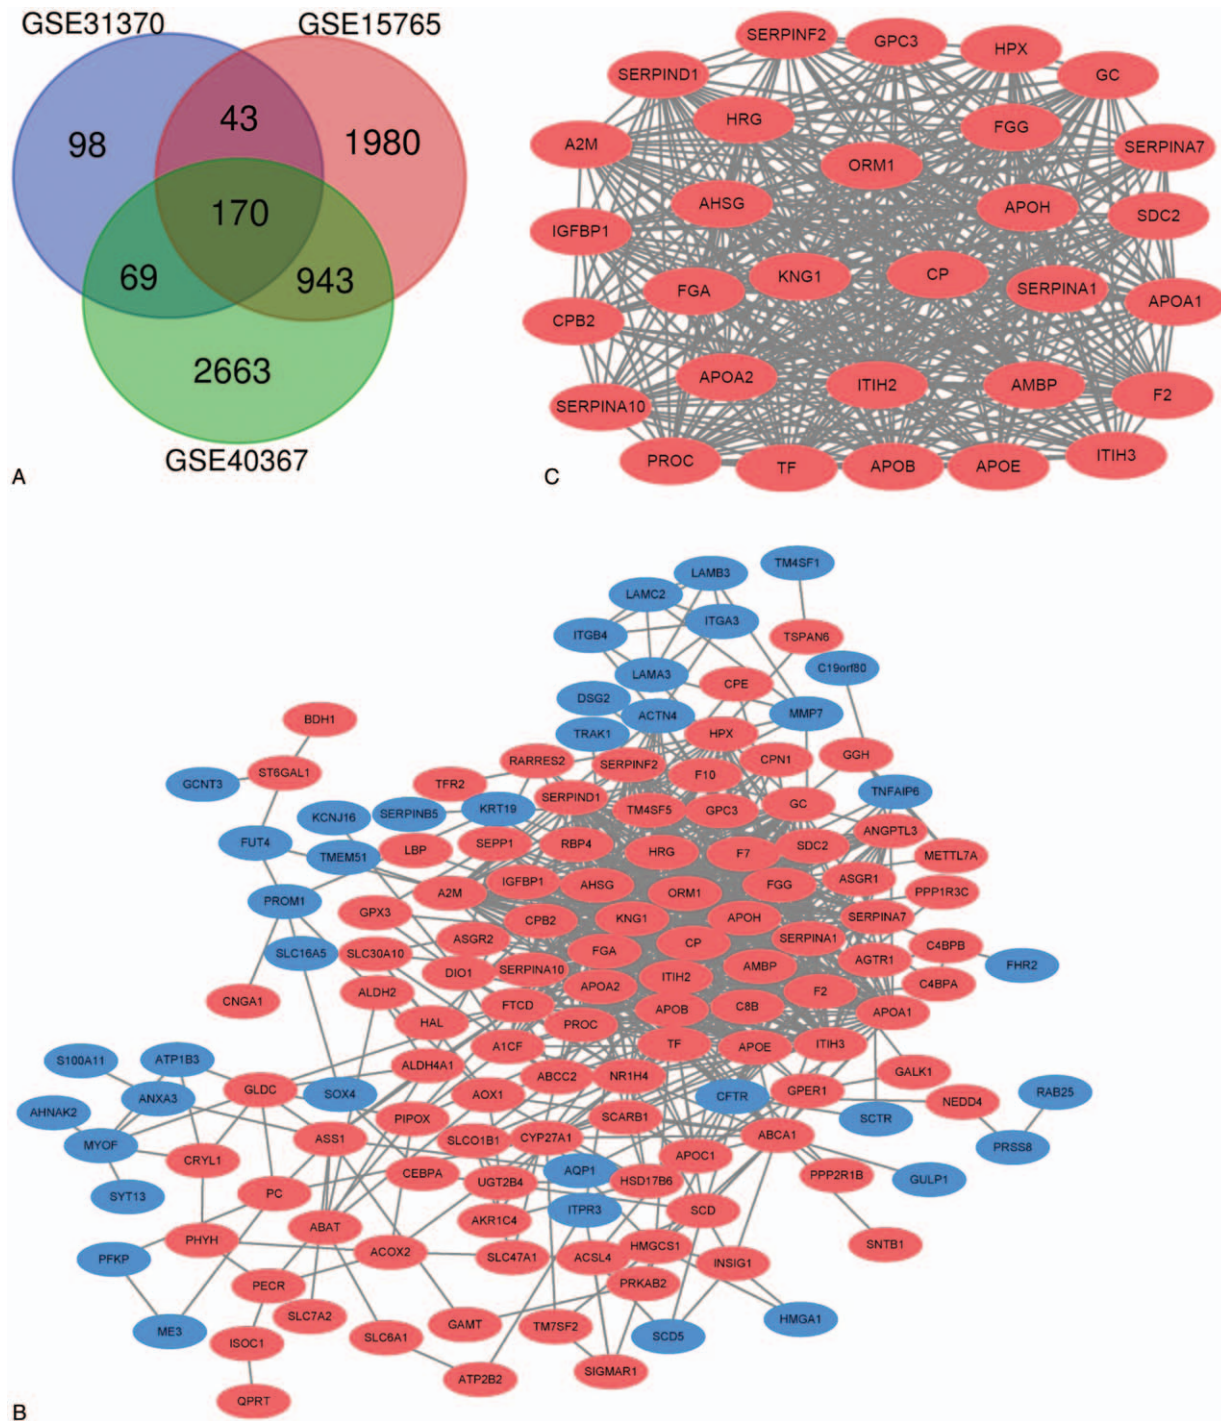 GSE31370 GSE15765
98 43 1980
170
69 943
2663
GSE40367
A
SERPINF2 GPC3 HPX
SERPIND1 GC
HRG FGG
A2M ORM1 SERPINA7
AHSG APOH SDC2
IGFBP1
KNG1 CP
FGA SERPINA1 APOA1
CPB2
APOA2 ITIH2 AMBP F2
SERPINA10
PROC TF APOB APOE ITIH3
C
TM4SF1
LAMB3
LAMC2
ITGB4 ITGA3
TSPAN6
C19orf80
LAMA3
CPE
DSG2
ACTN4 MMP7
BDH1
TRAK1 HPX
GGH
RARRES2 SERPINF2 CPN1
ST6GAL1
GCNT3 TFR2 F10
TNFAIP6
SERPIND1 GC
KCNJ16 SERPINB5 KRT19 TM4SF5 GPC3
ANGPTL3
FUT4 LBP SEPP1 RBP4 HRG F7 SDC2
TMEM51 METTL7A
ASGR1
IGFBP1 AHSG FGG
A2M ORM1 PPP1R3C
PROM1
GPX3 CPB2 KNG1 APOH SERPINA7
ASGR2 SERPINA1 C4BPB
SLC16A5 SLC30A10 FGA CP AGTR1
FHR2
DIO1 SERPINA10 ITIH2 AMBP
C4BPA
CNGA1 ALDH2 APOA2 F2
FTCD APOB C8B APOA1
HAL PROC
S100A11 ATP1B3 A1CF TF APOE ITIH3
ALDH4A1 ABCC2 NR1H4 GALK1
GLDC SOX4 AOX1 CFTR GPER1 RAB25
ANXA3 NEDD4
AHNAK2 PIPOX SCARB1 SCTR
MYOF ASS1 SLCO1B1 CYP27A1 ABCA1 PRSS8
CRYL1 APOC1
CEBPA AQP1 PPP2R1B
SYT13 PC UGT2B4 HSD17B6 GULP1
ITPR3 SCD
PHYH ABAT AKR1C4
SNTB1
PFKP ACOX2 SLC47A1 ACSL4 HMGCS1
INSIG1
PECR PRKAB2
SLC7A2 HMGA1
ME3 GAMT TM7SF2
ISOC1 SLC6A1 SCD5
SIGMAR1
ATP2B2
QPRT
B